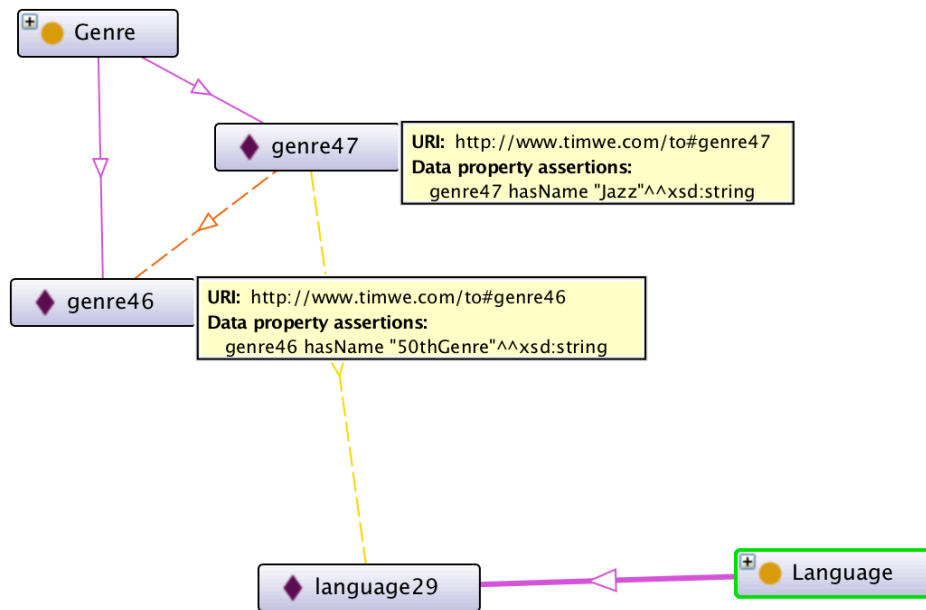 Genre
genre47
URI: http://www.timwe.com/to#genre47
Data property assertions:
genre47 hasName "Jazz"^^xsd:string
genre46
URI: http://www.timwe.com/to#genre46
Data property assertions:
genre46 hasName "50thGenre"^^xsd:string
language29
Language